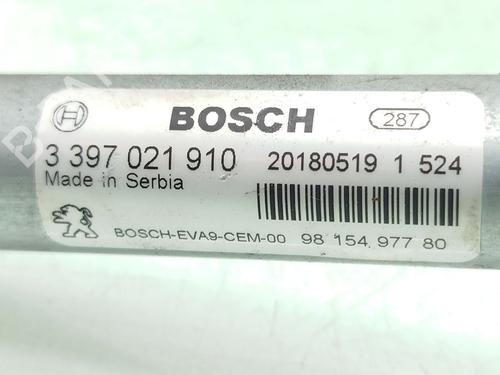 BOSCH 287
3 397 021 910 20180519 1 524
Made in Serbia
BOSCH-EVA9-CEM-00 98 154 977 80